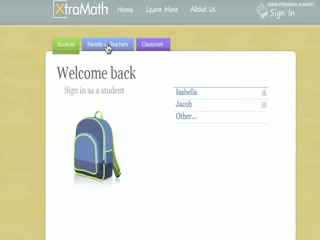 XtraMath Home Learn More About Us Sign In
Students Parents & Teachers Classroom
Welcome back
Sign in as a student
Isabella
Jacob
Other...